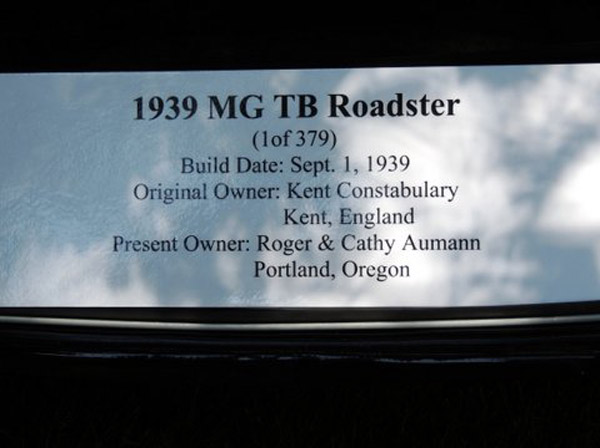 1939 MG TB Roadster
(1of 379)
Build Date: Sept. 1, 1939
Original Owner: Kent Constabulary
Kent, England
Present Owner: Roger & Cathy Aumann
Portland, Oregon